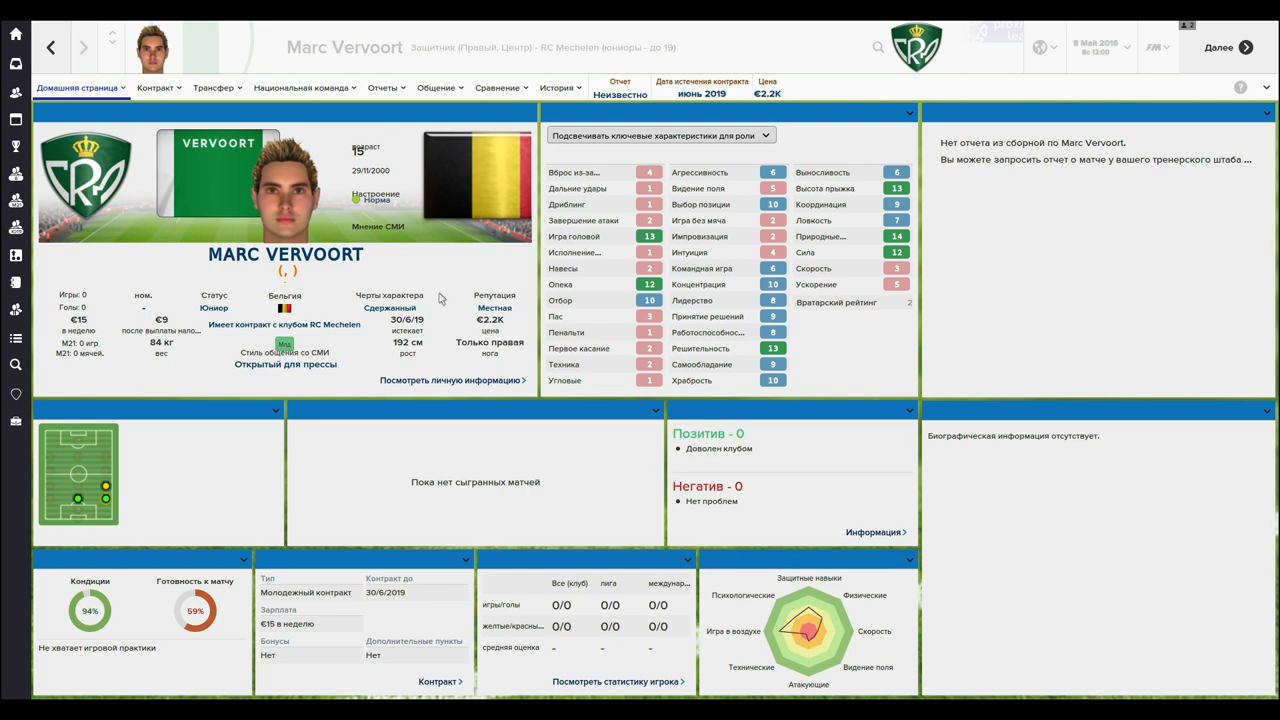 2
Marc Vervoort
Защитник (Правый, Центр) - RC Mechelen (юниоры - до 19)
8 Май 2016
Вс 12:00
FM
Далее
Домашняя страница
Контракт
Трансфер
Национальная команда
Отчеты
Общение
Сравнение
История
Отчет
Неизвестно
Дата истечения контракта
июнь 2019
Цена
€2.2K
?
VERVOORT
возраст
15
29/11/2000
Настроение
Норма
Мнение СМИ
MARC VERVOORT
(, )
-
Игры: 0
Голы: 0
ном.
-
Статус
Юниор
Бельгия
Черты характера
Сдержанный
Репутация
Местная
€15
в неделю
€9
после выплаты нало...
Имеет контракт с клубом RC Mechelen
30/6/19
истекает
€2.2K
цена
М21: 0 игр
М21: 0 мячей.
84 кг
вес
Млд
Стиль общения со СМИ
Открытый для прессы
192 см
рост
Только правая
нога
Посмотреть личную информацию
Подсвечивать ключевые характеристики для роли
Вброс из-за... 4 Агрессивность 6 Выносливость 6
Дальние удары 1 Видение поля 5 Высота прыжка 13
Дриблинг 1 Выбор позиции 10 Координация 9
Завершение атаки 2 Игра без мяча 2 Ловкость 7
Игра головой 13 Импровизация 2 Природные... 14
Исполнение... 1 Интуиция 4 Сила 12
Навесы 2 Командная игра 6 Скорость 3
Опека 12 Концентрация 10 Ускорение 5
Отбор 10 Лидерство 8 Вратарский рейтинг 2
Пас 3 Принятие решений 9
Пенальти 1 Работоспособнос... 8
Первое касание 2 Решительность 13
Техника 2 Самообладание 9
Угловые 1 Храбрость 10
Нет отчета из сборной по Marc Vervoort.
Вы можете запросить отчет о матче у вашего тренерского штаба ...
Пока нет сыгранных матчей
Позитив - 0
Доволен клубом
Негатив - 0
Нет проблем
Информация
Биографическая информация отсутствует.
Кондиции
Готовность к матчу
94%
59%
Не хватает игровой практики
Тип
Контракт до
Молодежный контракт
30/6/2019
Зарплата
€15 в неделю
Бонусы
Дополнительные пункты
Нет
Нет
Контракт
Все (клуб) лига междунар...
игры/голы 0/0 0/0 0/0
желтые/красны... 0/0 0/0 0/0
средняя оценка - - -
Посмотреть статистику игрока
Защитные навыки
Психологические
Физические
Игра в воздухе
Скорость
Технические
Видение поля
Атакующие